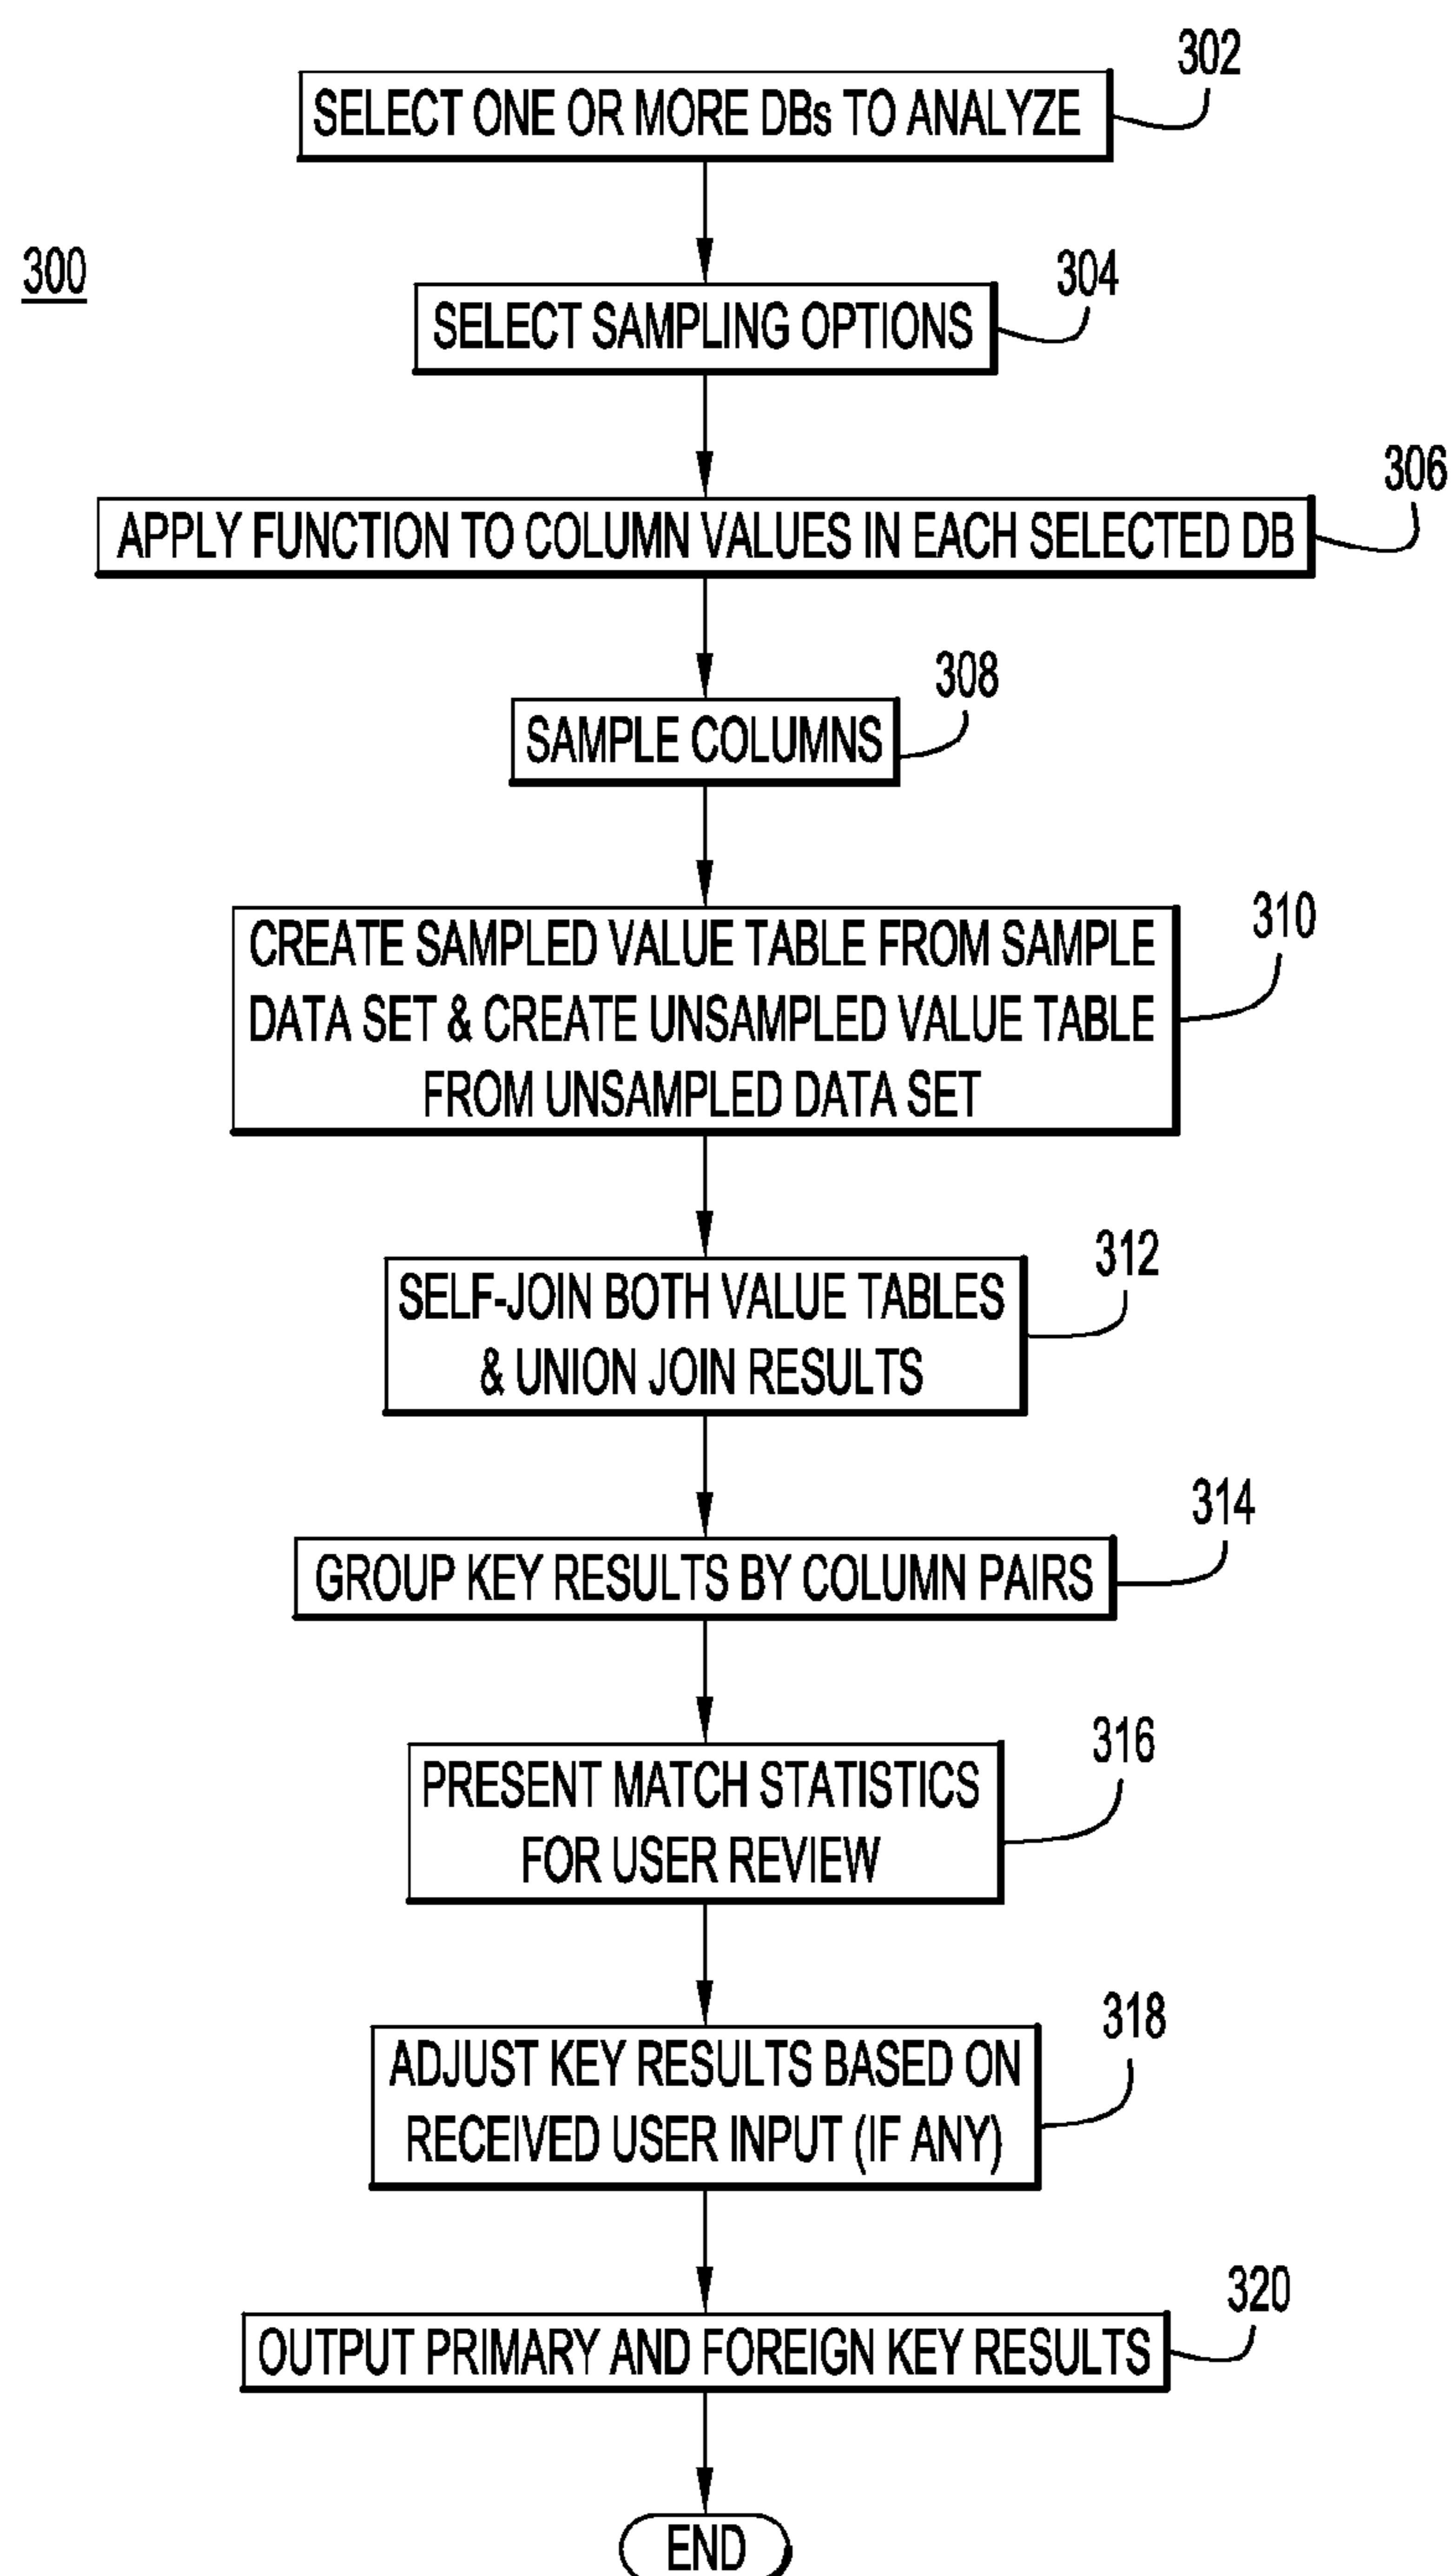 302
SELECT ONE OR MORE DBs TO ANALYZE
300
304
SELECT SAMPLING OPTIONS
306
APPLY FUNCTION TO COLUMN VALUES IN EACH SELECTED DB
308
SAMPLE COLUMNS
310
CREATE SAMPLED VALUE TABLE FROM SAMPLE
DATA SET & CREATE UNSAMPLED VALUE TABLE
FROM UNSAMPLED DATA SET
312
SELF-JOIN BOTH VALUE TABLES
& UNION JOIN RESULTS
314
GROUP KEY RESULTS BY COLUMN PAIRS
316
PRESENT MATCH STATISTICS
FOR USER REVIEW
318
ADJUST KEY RESULTS BASED ON
RECEIVED USER INPUT (IF ANY)
320
OUTPUT PRIMARY AND FOREIGN KEY RESULTS
END